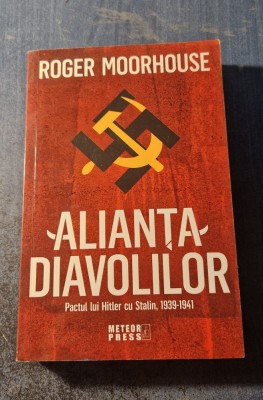 ROGER MOORHOUSE
ALIANȚA
DIAVOLILOR
Pactul lui Hitler cu Stalin, 1939-1941
METEOR
PRESS